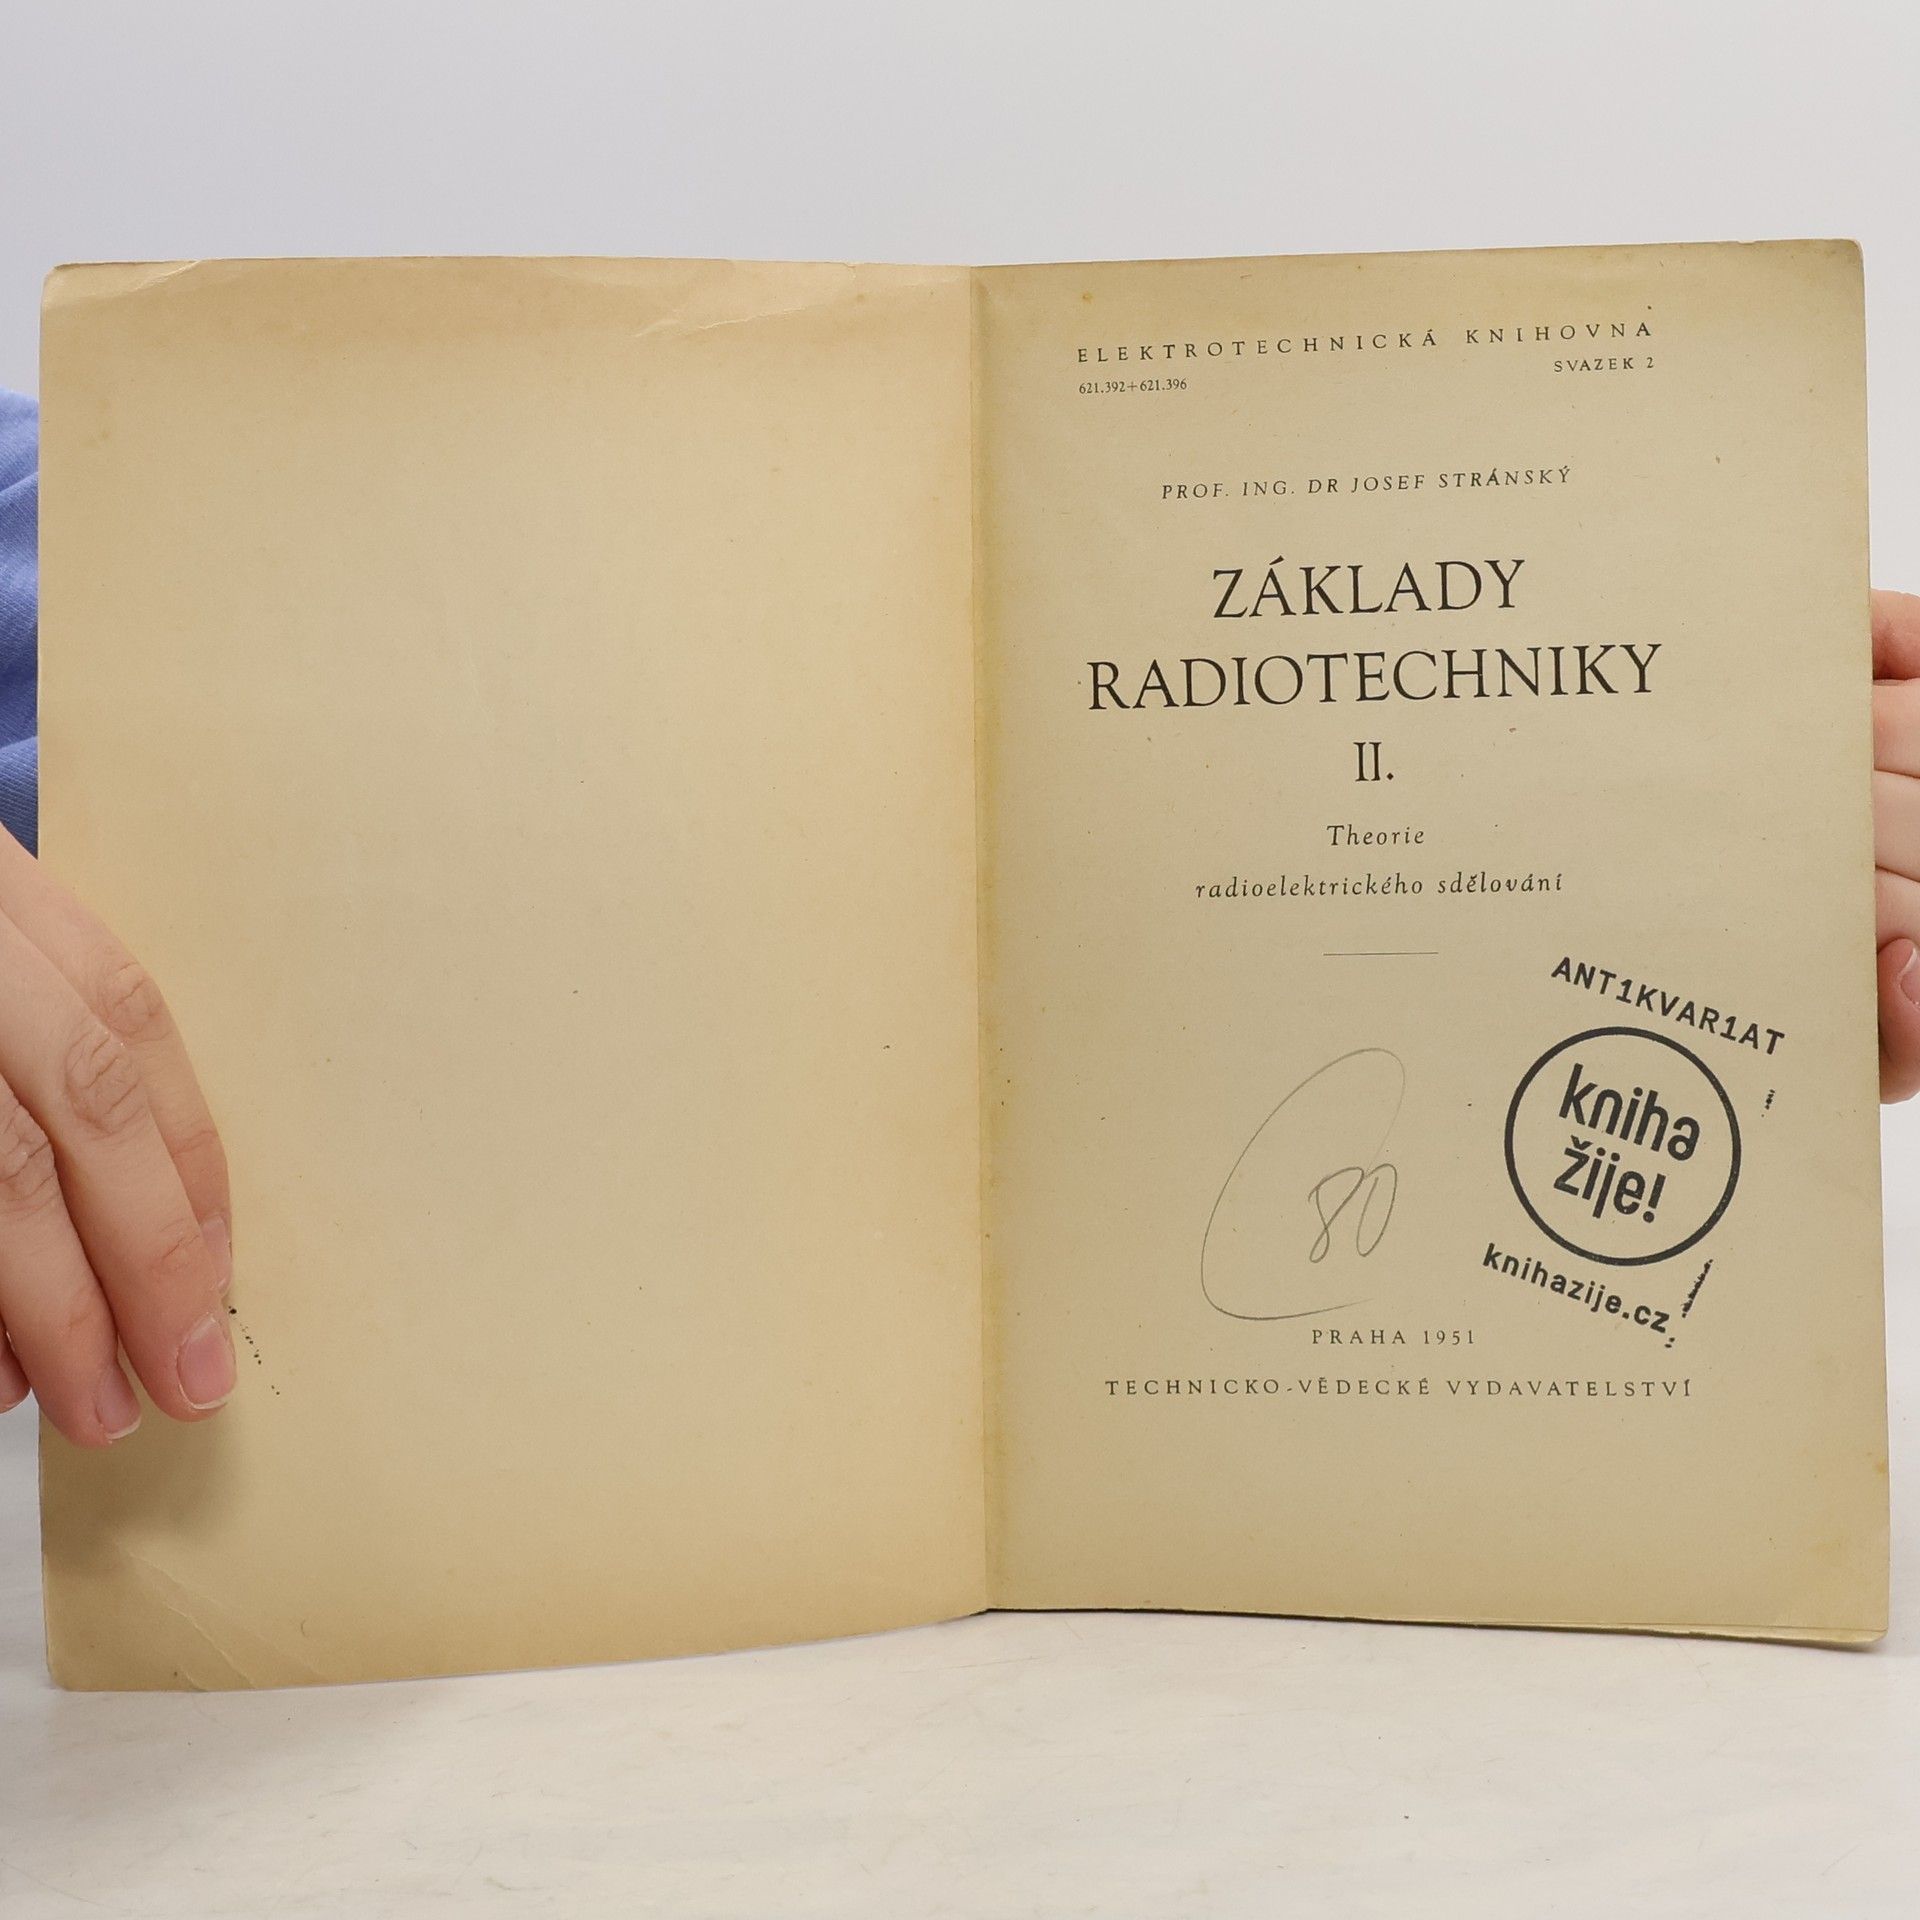 ELEKTROTECHNICKÁ KNIHOVNA
SVAZEK 2
621.392+621.396
PROF. ING. DR JOSEF STRÁNSKÝ
ZÁKLADY
RADIOTECHNIKY
II.
Theorie
radioelektrického sdělování
ANT1KVAR1AT
kniha
žije!
knihazije.cz
80
PRAHA 1951
TECHNICKO-VĚDECKÉ VYDAVATELSTVÍ